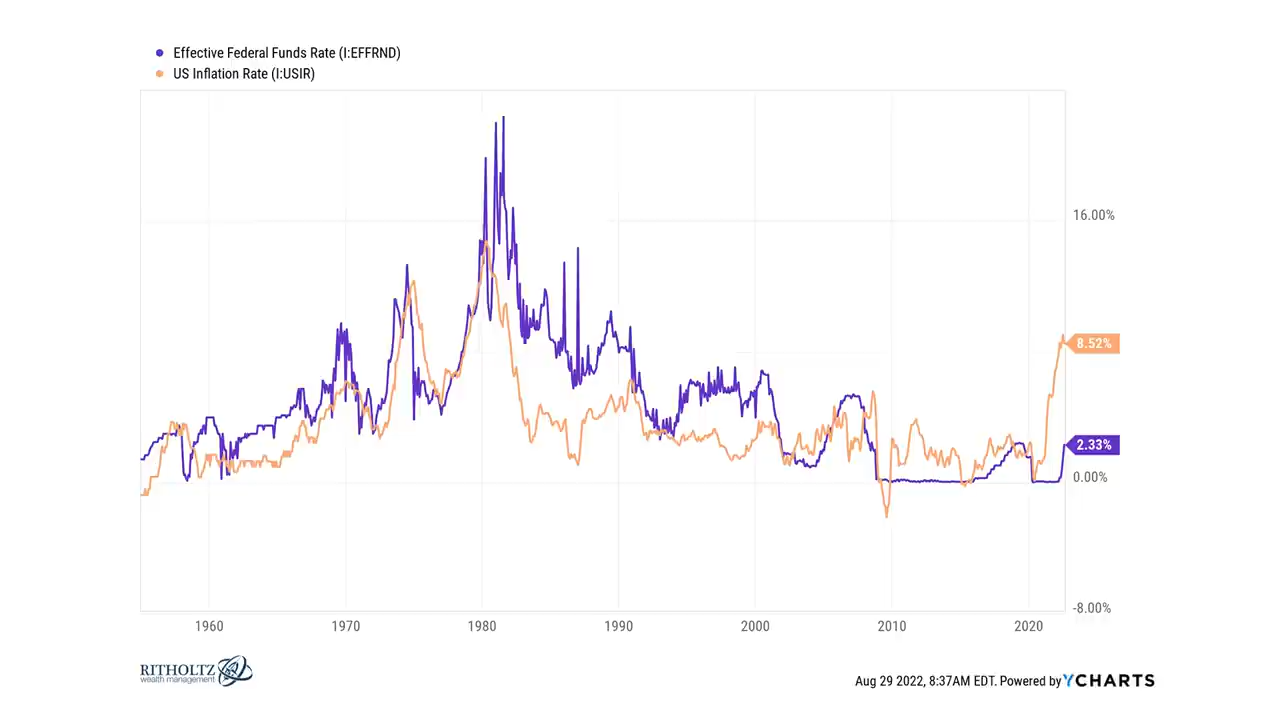 Effective Federal Funds Rate (I:EFFRND)
US Inflation Rate (I:USIR)
16.00%
8.52%
2.33%
0.00%
-8.00%
1960 1970 1980 1990 2000 2010 2020
RITHOLTZ
wealth management
Aug 29 2022, 8:37AM EDT. Powered by YCHARTS